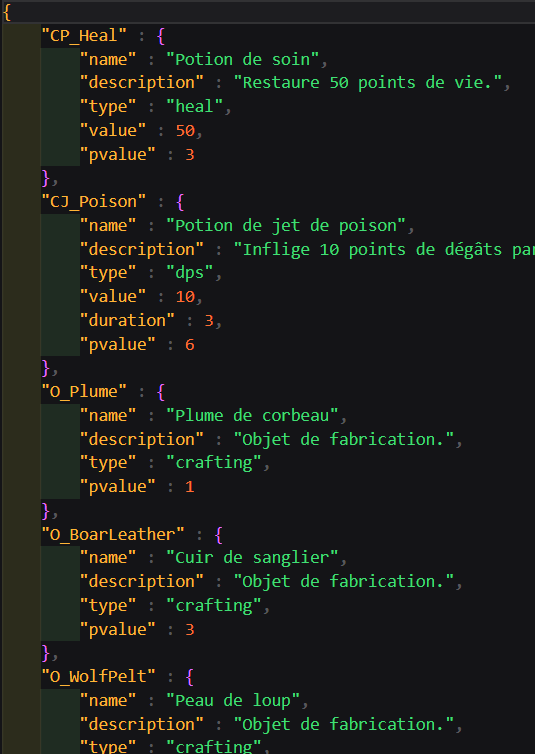 {
"CP_Heal" : {
"name" : "Potion de soin",
"description" : "Restaure 50 points de vie.",
"type" : "heal",
"value" : 50,
"pvalue" : 3
},
"CJ_Poison" : {
"name" : "Potion de jet de poison",
"description" : "Inflige 10 points de dégâts par
"type" : "dps",
"value" : 10,
"duration" : 3,
"pvalue" : 6
},
"O_Plume" : {
"name" : "Plume de corbeau",
"description" : "Objet de fabrication.",
"type" : "crafting",
"pvalue" : 1
},
"O_BoarLeather" : {
"name" : "Cuir de sanglier",
"description" : "Objet de fabrication.",
"type" : "crafting",
"pvalue" : 3
},
"O_WolfPelt" : {
"name" : "Peau de loup",
"description" : "Objet de fabrication.",
"type" : "crafting",